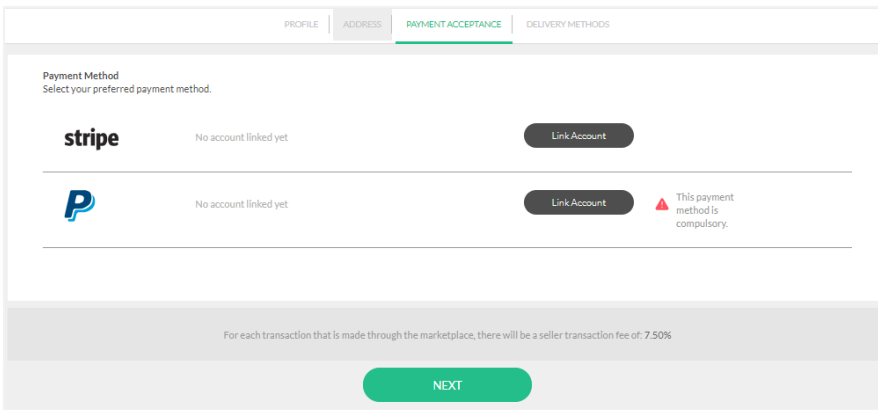 PROFILE
ADDRESS
PAYMENT ACCEPTANCE
DELIVERY METHODS
Payment Method
Select your preferred payment method.
stripe
No account linked yet
Link Account
No account linked yet
Link Account
This payment
method is
compulsory.
For each transaction that is made through the marketplace, there will be a seller transaction fee of: 7.50%
NEXT